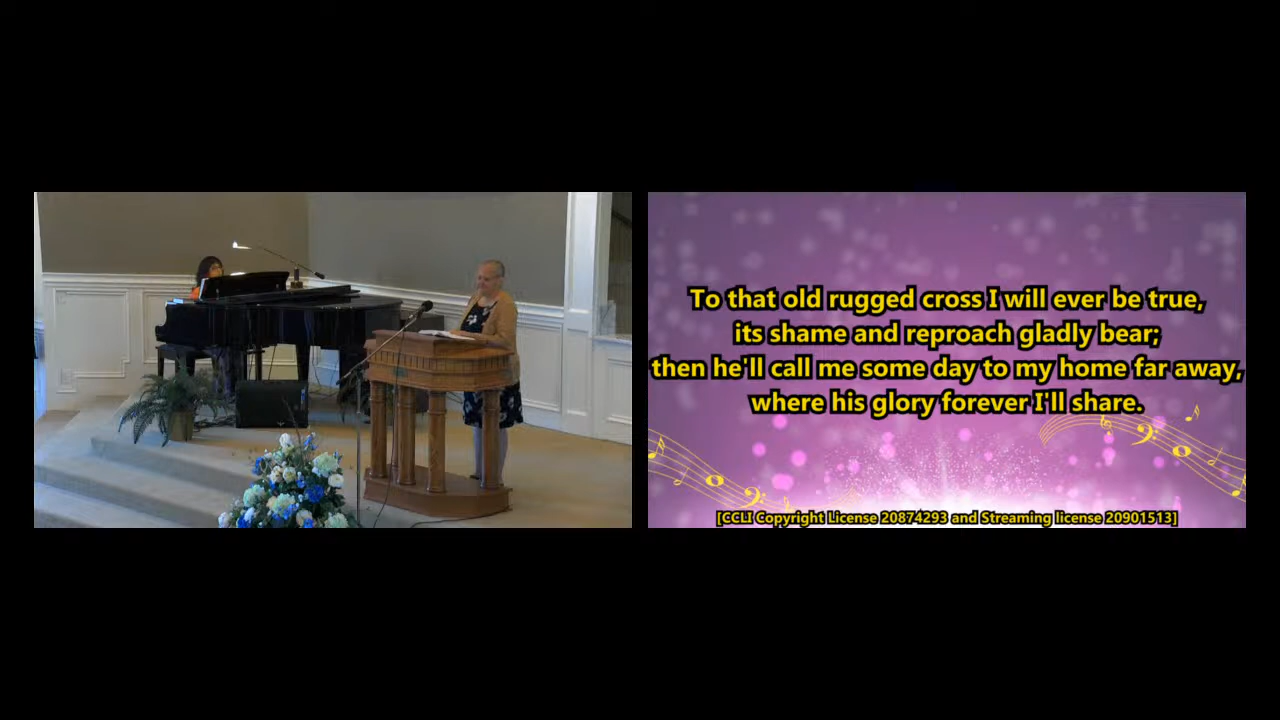 To that old rugged cross I will ever be true,
its shame and reproach gladly bear;
then he'll call me some day to my home far away,
where his glory forever I'll share.
[CCLI Copyright License 20874293 and Streaming license 20901513]